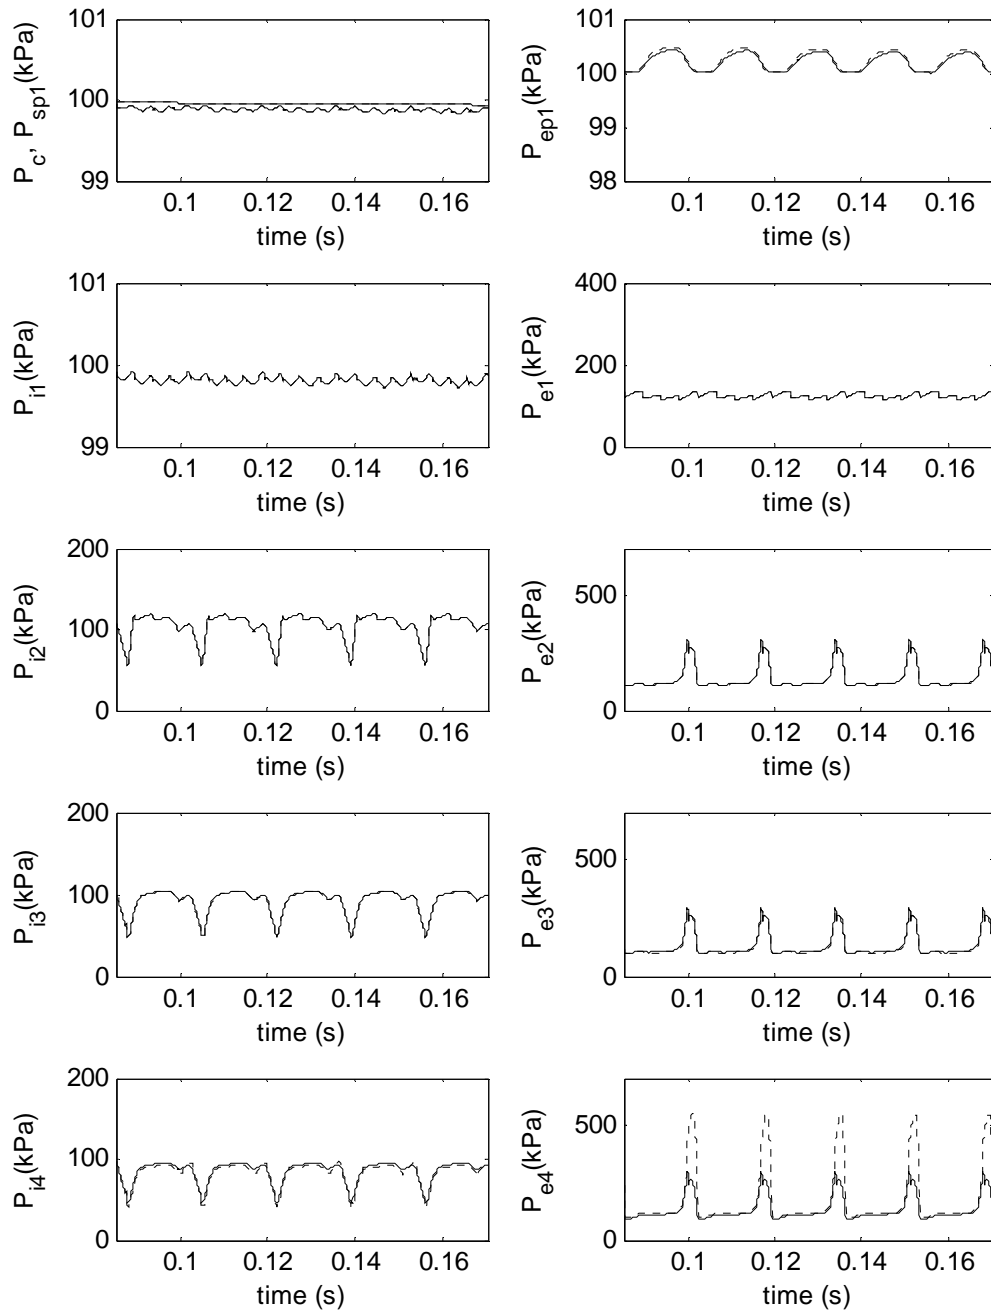 101
100
99
P_c, P_sp1(kPa)
0.1 0.12 0.14 0.16
time (s)
101
100
99
98
P_ep1(kPa)
0.1 0.12 0.14 0.16
time (s)
101
100
99
P_i1(kPa)
0.1 0.12 0.14 0.16
time (s)
400
200
0
P_e1(kPa)
0.1 0.12 0.14 0.16
time (s)
200
100
0
P_i2(kPa)
0.1 0.12 0.14 0.16
time (s)
500
0
P_e2(kPa)
0.1 0.12 0.14 0.16
time (s)
200
100
0
P_i3(kPa)
0.1 0.12 0.14 0.16
time (s)
500
0
P_e3(kPa)
0.1 0.12 0.14 0.16
time (s)
200
100
0
P_i4(kPa)
0.1 0.12 0.14 0.16
time (s)
500
0
P_e4(kPa)
0.1 0.12 0.14 0.16
time (s)